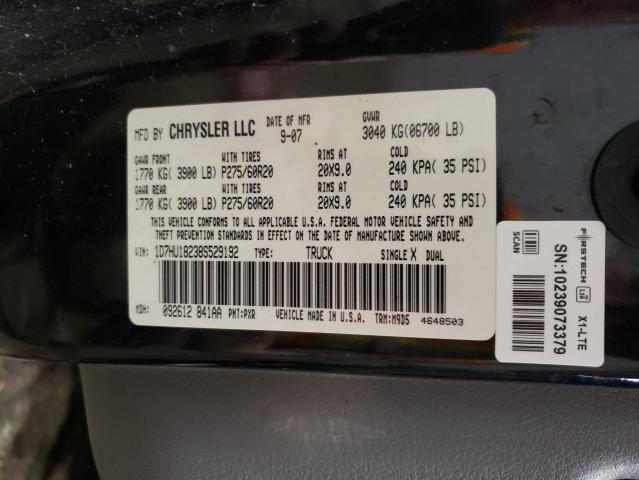 MFD BY CHRYSLER LLC DATE OF MFR 9-07 GVWR 3040 KG(06700 LB)
GAWR FRONT WITH TIRES RIMS AT COLD
1770 KG( 3900 LB) P275/60R20 20X9.0 240 KPA( 35 PSI)
GAWR REAR WITH TIRES RIMS AT COLD
1770 KG( 3900 LB) P275/60R20 20X9.0 240 KPA( 35 PSI)
THIS VEHICLE CONFORMS TO ALL APPLICABLE U.S.A. FEDERAL MOTOR VEHICLE SAFETY AND
THEFT PREVENTION STANDARDS IN EFFECT ON THE DATE OF MANUFACTURE SHOWN ABOVE.
VIN: 1D7HU18238S529192 TYPE: TRUCK SINGLE X DUAL
MDH: 092612 841AA PNT:PXR VEHICLE MADE IN U.S.A. TRM:M9D5 4648503
FIRSTECH X1-LTE
SN:10239073379
SCAN